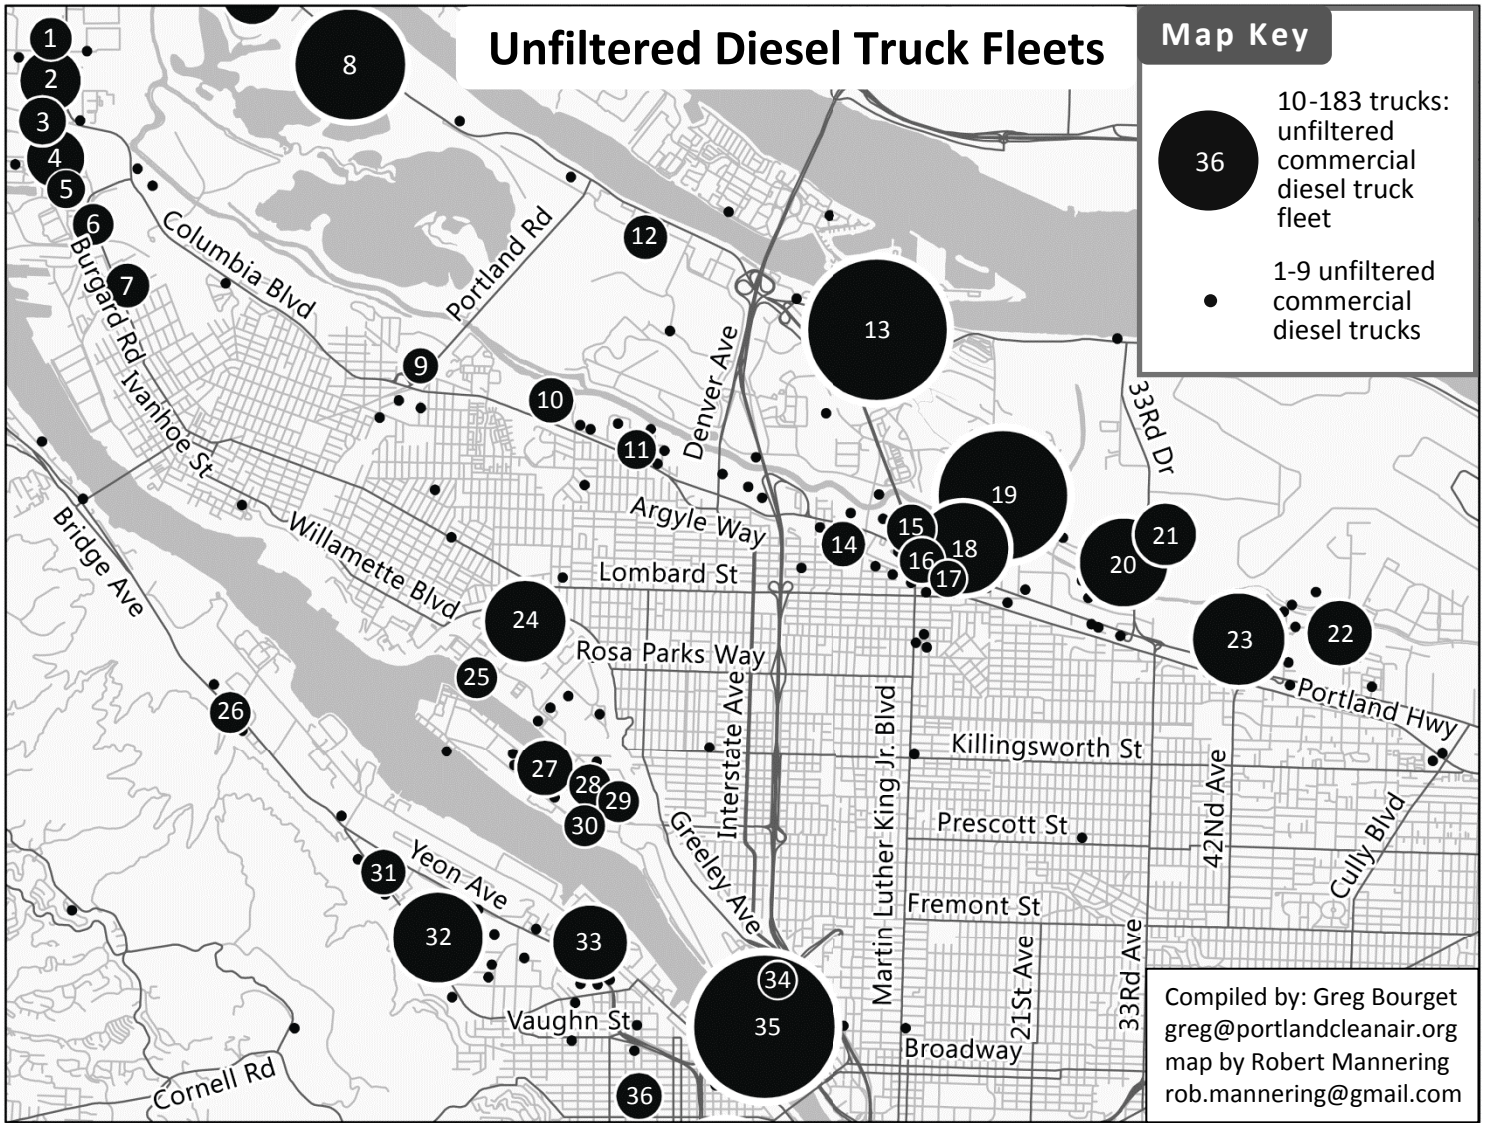 Unfiltered Diesel Truck Fleets
Map Key
36
10-183 trucks:
unfiltered
commercial
diesel truck
fleet
1-9 unfiltered
commercial
diesel trucks
1
2
3
4
5
6
7
8
9
10
11
12
13
14
15
16
17
18
19
20
21
22
23
24
25
26
27
28
29
30
31
32
33
34
35
36
Columbia Blvd
Portland Rd
Burgard Rd
Ivanhoe St
Denver Ave
33Rd Dr
Argyle Way
Bridge Ave
Willamette Blvd
Lombard St
Rosa Parks Way
Portland Hwy
Interstate Ave
Martin Luther King Jr. Blvd
Killingsworth St
42Nd Ave
Prescott St
Cully Blvd
Greeley Ave
Yeon Ave
Fremont St
21St Ave
33Rd Ave
Vaughn St
Broadway
Cornell Rd
Compiled by: Greg Bourget
greg@portlandcleanair.org
map by Robert Mannering
rob.mannering@gmail.com